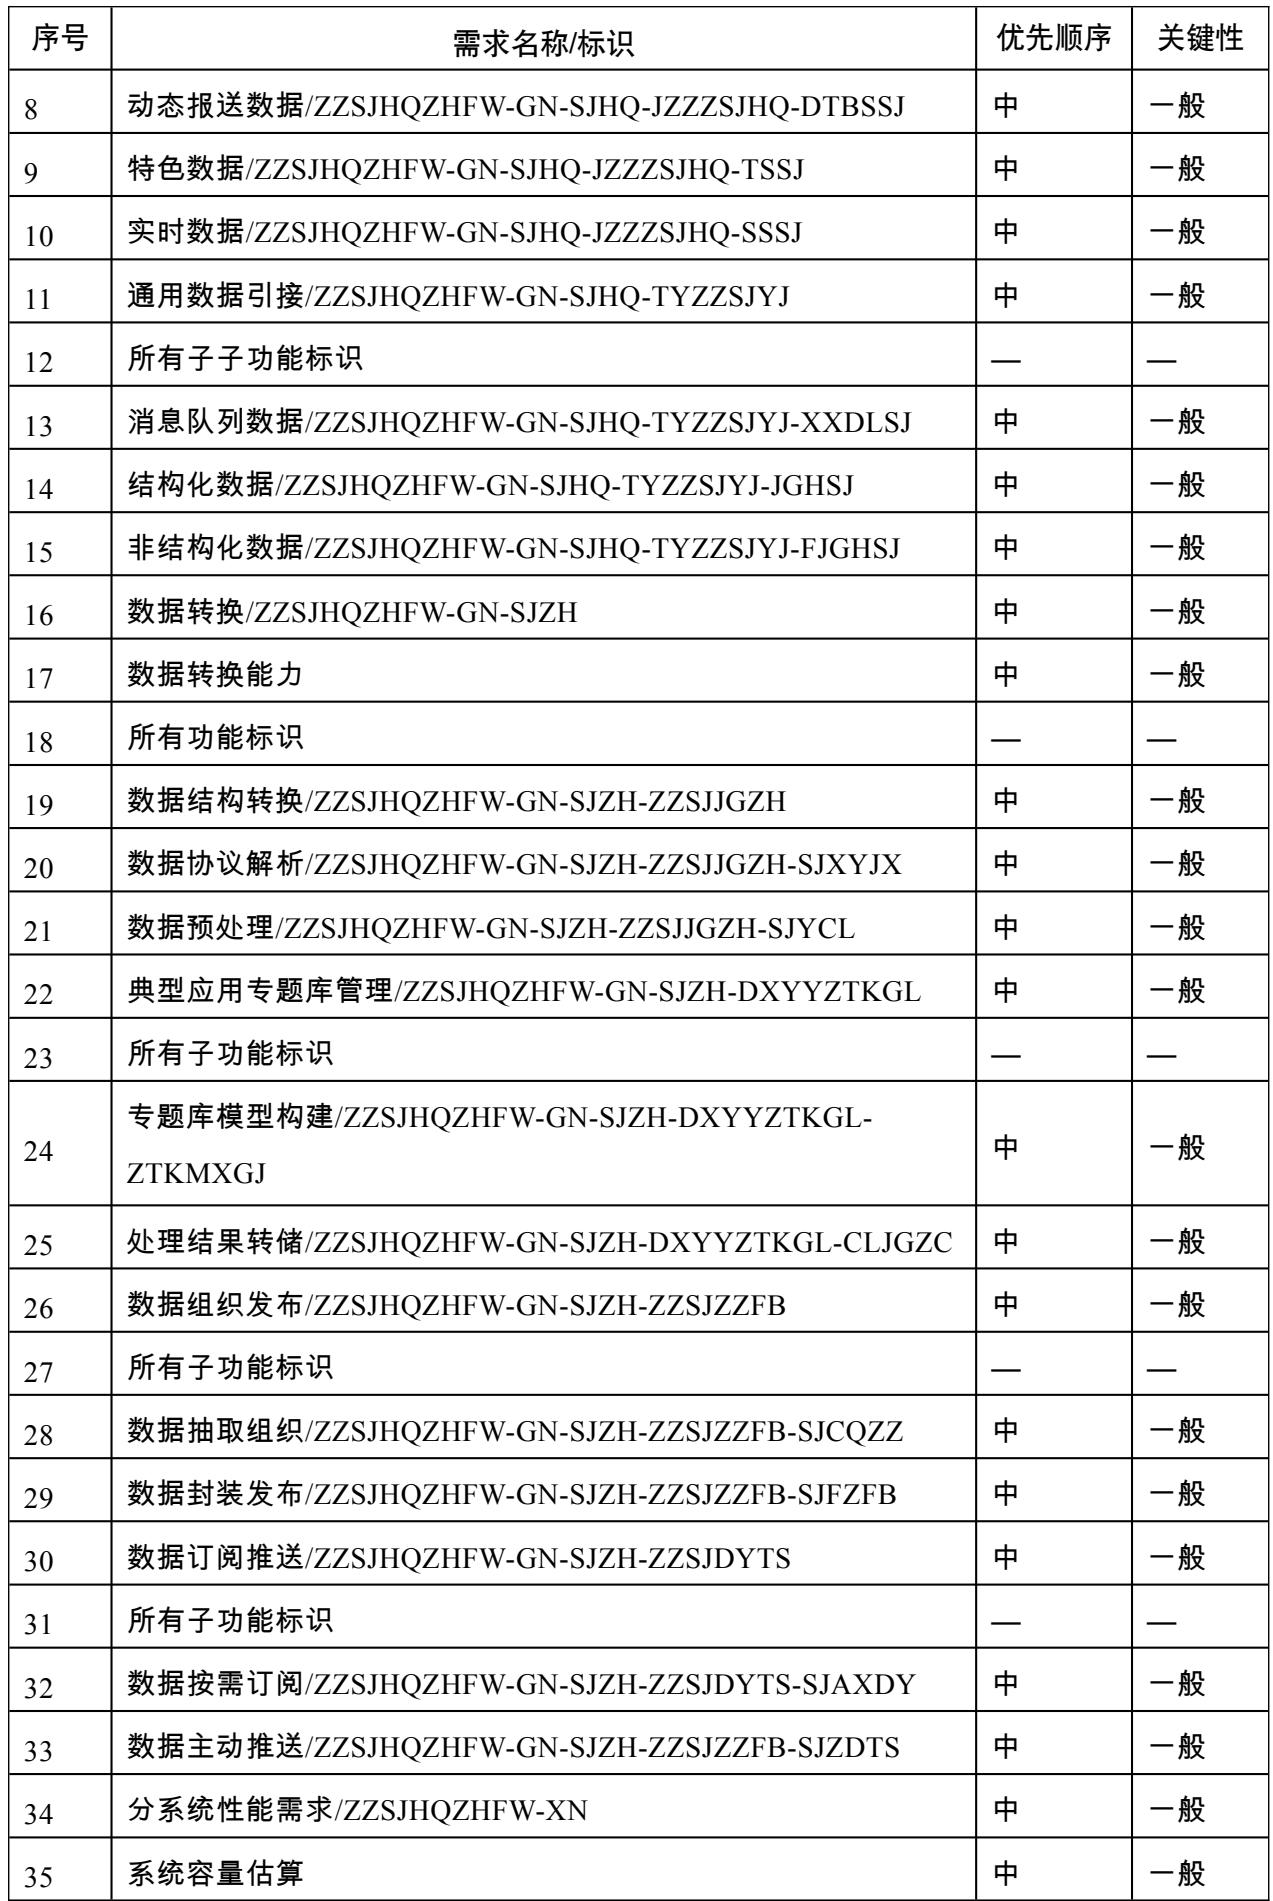 序号 需求名称/标识 优先顺序 关键性
8 动态报送数据/ZZSJHQZHFW-GN-SJHQ-JZZZSJHQ-DTBSSJ 中 一般
9 特色数据/ZZSJHQZHFW-GN-SJHQ-JZZZSJHQ-TSSJ 中 一般
10 实时数据/ZZSJHQZHFW-GN-SJHQ-JZZZSJHQ-SSSJ 中 一般
11 通用数据引接/ZZSJHQZHFW-GN-SJHQ-TYZZSJYJ 中 一般
12 所有子子功能标识 — —
13 消息队列数据/ZZSJHQZHFW-GN-SJHQ-TYZZSJYJ-XXDLSJ 中 一般
14 结构化数据/ZZSJHQZHFW-GN-SJHQ-TYZZSJYJ-JGHSJ 中 一般
15 非结构化数据/ZZSJHQZHFW-GN-SJHQ-TYZZSJYJ-FJGHSJ 中 一般
16 数据转换/ZZSJHQZHFW-GN-SJZH 中 一般
17 数据转换能力 中 一般
18 所有功能标识 — —
19 数据结构转换/ZZSJHQZHFW-GN-SJZH-ZZSJJGZH 中 一般
20 数据协议解析/ZZSJHQZHFW-GN-SJZH-ZZSJJGZH-SJXYJX 中 一般
21 数据预处理/ZZSJHQZHFW-GN-SJZH-ZZSJJGZH-SJYCL 中 一般
22 典型应用专题库管理/ZZSJHQZHFW-GN-SJZH-DXYYZTKGL 中 一般
23 所有子功能标识 — —
24 专题库模型构建/ZZSJHQZHFW-GN-SJZH-DXYYZTKGL-
ZTKMXGJ 中 一般
25 处理结果转储/ZZSJHQZHFW-GN-SJZH-DXYYZTKGL-CLJGZC 中 一般
26 数据组织发布/ZZSJHQZHFW-GN-SJZH-ZZSJZZFB 中 一般
27 所有子功能标识 — —
28 数据抽取组织/ZZSJHQZHFW-GN-SJZH-ZZSJZZFB-SJCQZZ 中 一般
29 数据封装发布/ZZSJHQZHFW-GN-SJZH-ZZSJZZFB-SJFZFB 中 一般
30 数据订阅推送/ZZSJHQZHFW-GN-SJZH-ZZSJDYTS 中 一般
31 所有子功能标识 — —
32 数据按需订阅/ZZSJHQZHFW-GN-SJZH-ZZSJDYTS-SJAXDY 中 一般
33 数据主动推送/ZZSJHQZHFW-GN-SJZH-ZZSJZZFB-SJZDTS 中 一般
34 分系统性能需求/ZZSJHQZHFW-XN 中 一般
35 系统容量估算 中 一般